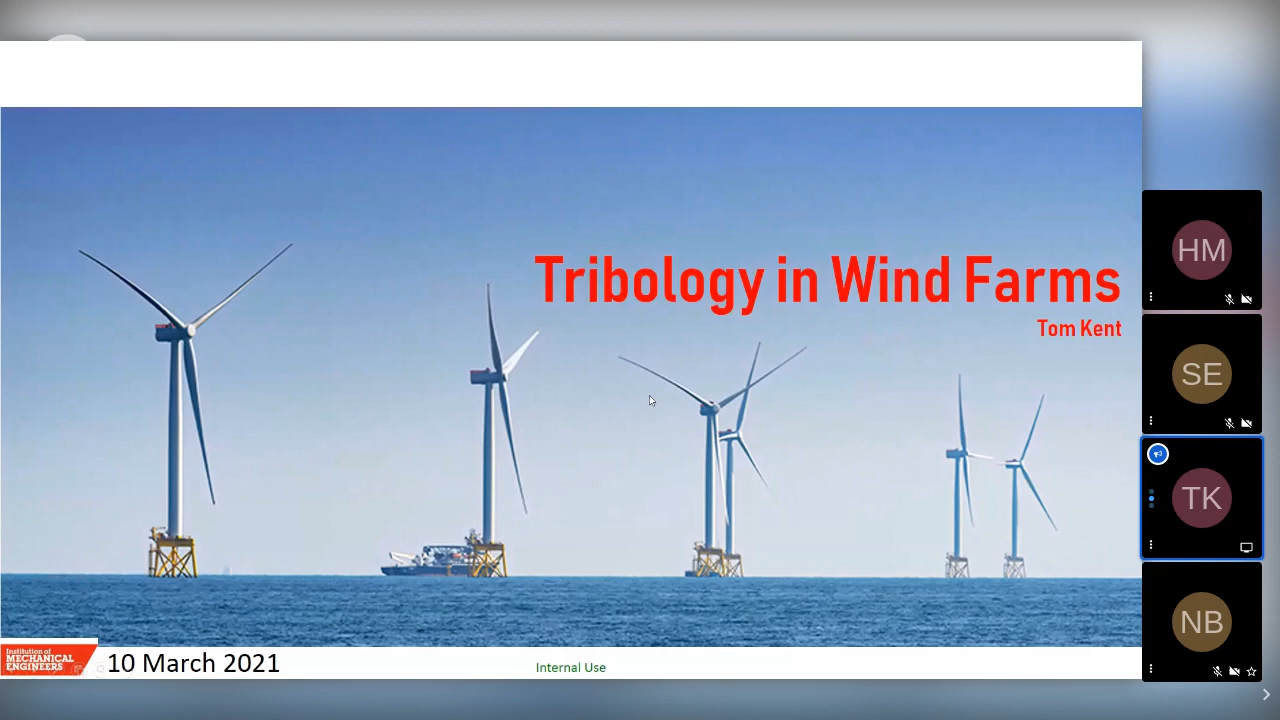 Tribology in Wind Farms
Tom Kent
Institution of
MECHANICAL
ENGINEERS
10 March 2021
Internal Use
HM
SE
TK
NB